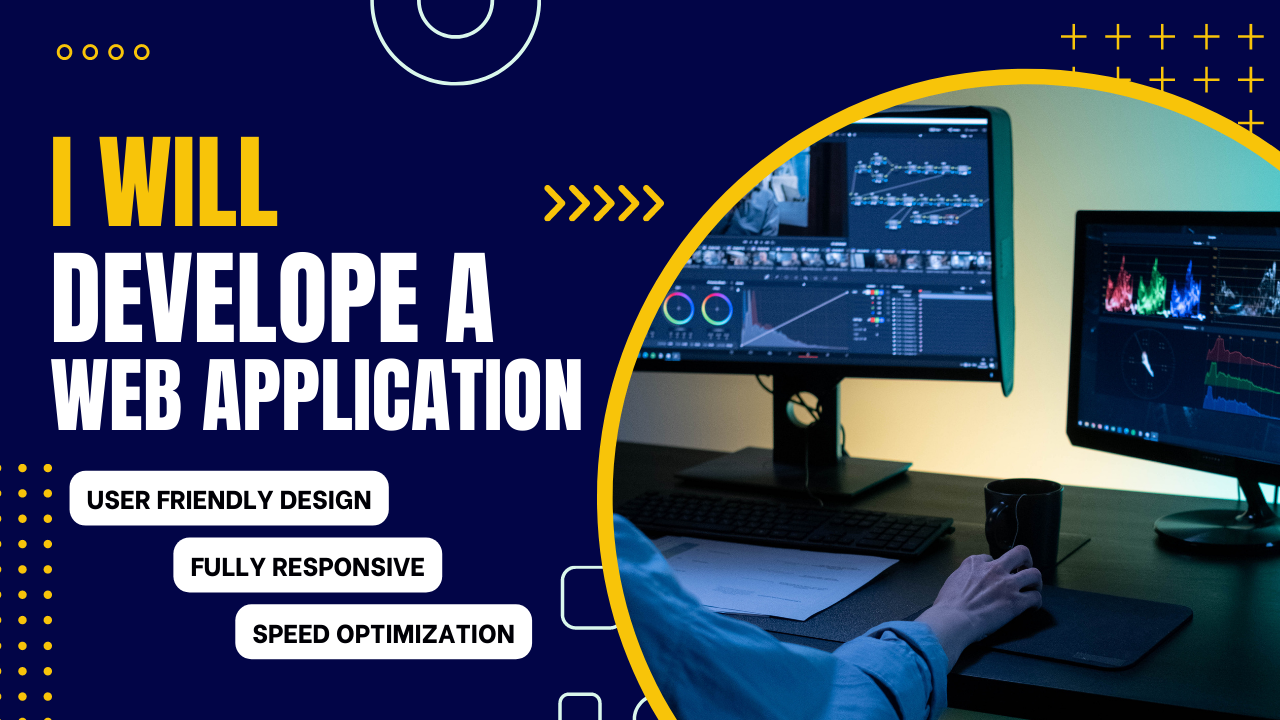 I WILL
DEVELOPE A
WEB APPLICATION
USER FRIENDLY DESIGN
FULLY RESPONSIVE
SPEED OPTIMIZATION